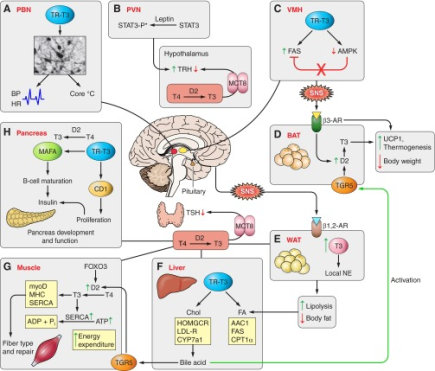 A PBN
TR-T3
BP
HR
Core °C
B PVN
Leptin
STAT3-P* STAT3
Hypothalamus
↑ TRH ↓
D2
T4 → T3
MCT8
C VMH
TR-T3
↑ FAS ↓ AMPK
X
SNS
β3-AR
D BAT
T3
↑ D2
TGR5
↑ UCP1,
Thermogenesis
↓ Body weight
H Pancreas
D2
T3 T4
MAFA TR-T3
B-cell maturation
CD1
Insulin
Proliferation
Pancreas development
and function
Pituitary
SNS
TSH ↓
MCT8
D2
T4 → T3
β1,2-AR
E WAT
↑ T3
Local NE
↑ Lipolysis
↓ Body fat
Activation
G Muscle
FOXO3
↑ D2
myoD
MHC
SERCA
T3 T4
SERCA ↑
ADP + Pi ATP ↑
Fiber type
and repair
↑ Energy
expenditure
TGR5
F Liver
TR-T3
Chol FA
HOMGCR
LDL-R
CYP7a1
AAC1
FAS
CPT1α
Bile acid